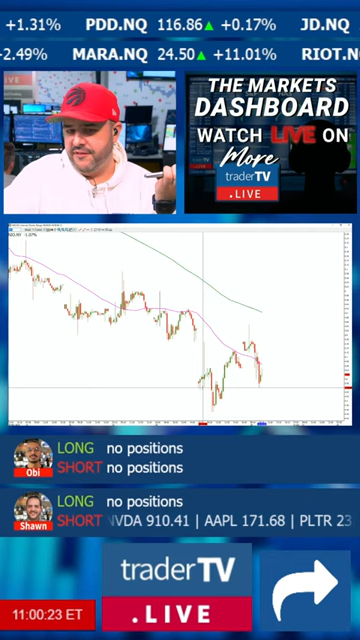 +1.31% PDD.NQ 116.86▲ +0.17% JD.NQ
-2.49% MARA.NQ 24.50▲ +11.01% RIOT.N
LIVE
THE MARKETS
DASHBOARD
WATCH LIVE ON
More
traderTV
.LIVE
LONG no positions
SHORT no positions
Obi
LONG no positions
SHORT NVDA 910.41 | AAPL 171.68 | PLTR 23
Shawn
traderTV
.LIVE
11:00:23 ET